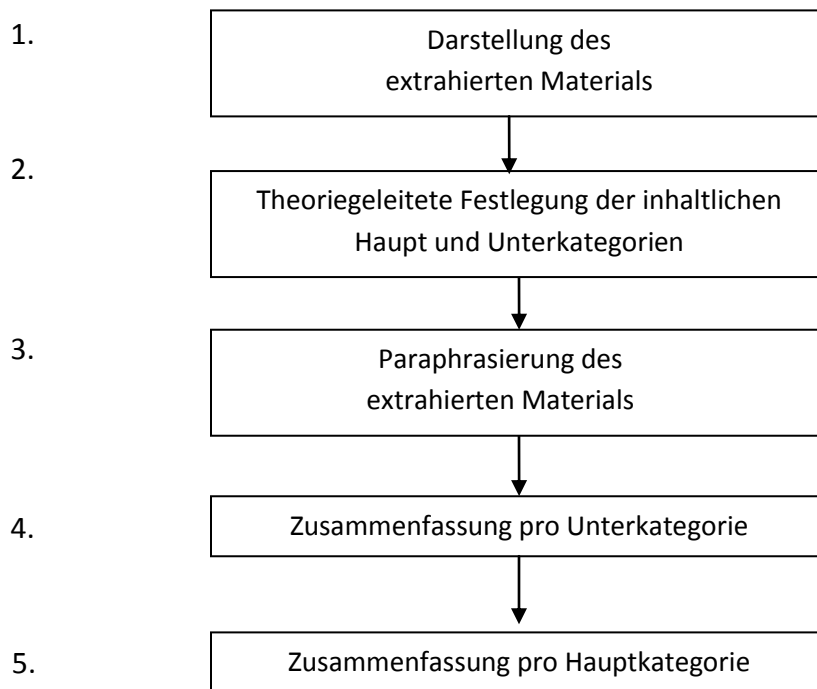 1.
Darstellung des
extrahierten Materials
2.
Theoriegeleitete Festlegung der inhaltlichen
Haupt und Unterkategorien
3.
Paraphrasierung des
extrahierten Materials
4.
Zusammenfassung pro Unterkategorie
5.
Zusammenfassung pro Hauptkategorie